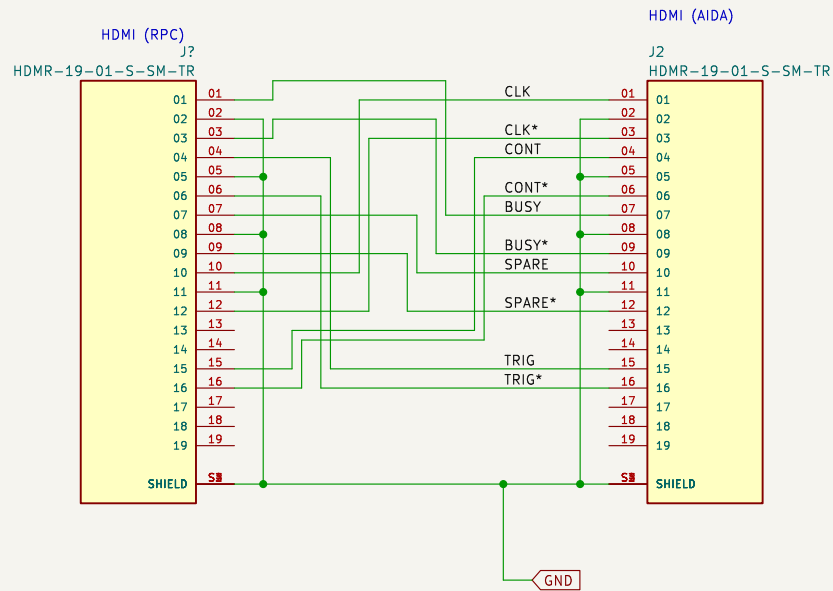 HDMI (AIDA)
HDMI (RPC)
J? J2
HDMR-19-01-S-SM-TR HDMR-19-01-S-SM-TR
01 01 CLK 01 01
02 02 02 02
03 03 CLK* 03 03
04 04 CONT 04 04
05 05 05 05
06 06 CONT* 06 06
07 07 BUSY 07 07
08 08 08 08
09 09 BUSY* 09 09
10 10 SPARE 10 10
11 11 11 11
12 12 SPARE* 12 12
13 13 13 13
14 14 14 14
15 15 TRIG 15 15
16 16 TRIG* 16 16
17 17 17 17
18 18 18 18
19 19 19 19
SHIELD SHIELD
GND